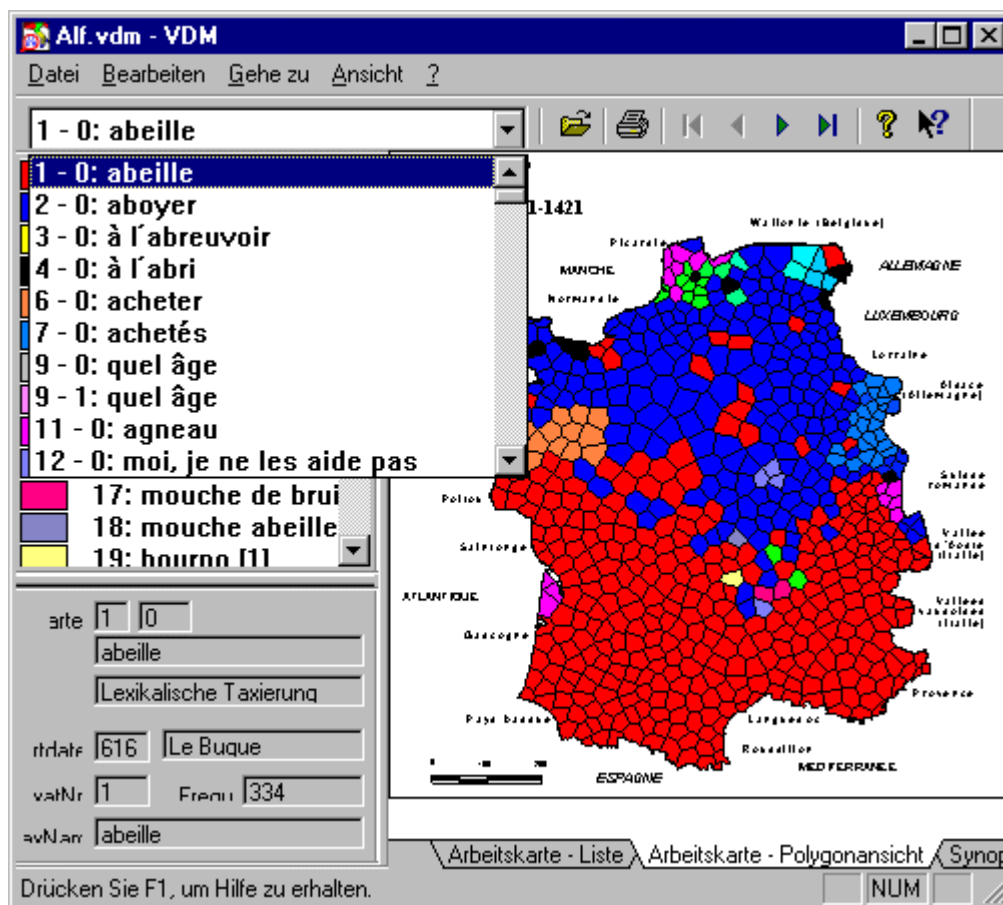 Alf.vdm - VDM
Datei Bearbeiten Gehe zu Ansicht ?
1 - 0: abeille
1 - 0: abeille
2 - 0: aboyer
3 - 0: à l´abreuvoir
4 - 0: à l´abri
6 - 0: acheter
7 - 0: achetés
9 - 0: quel âge
9 - 1: quel âge
11 - 0: agneau
12 - 0: moi, je ne les aide pas
17: mouche de brui
18: mouche abeille
19: bourno [1]
1-1421
Wallonie (Belgique)
Picardie
MANCHE
ALLEMAGNE
Normandie
LUXEMBOURG
Lorraine
Alsace
(Allemagne)
Poitou
Suisse
romande
Saintonge
Vallée
ATLANTIQUE
Vallées
Gascogne
Provence
Pays basque
Languedoc
Roussillon
MEDITERRANEE
ESPAGNE
arte 1 0
abeille
Lexikalische Taxierung
616 Le Buque
1 Frequ 334
abeille
Arbeitskarte - Liste Arbeitskarte - Polygonansicht Synop
Drücken Sie F1, um Hilfe zu erhalten. NUM